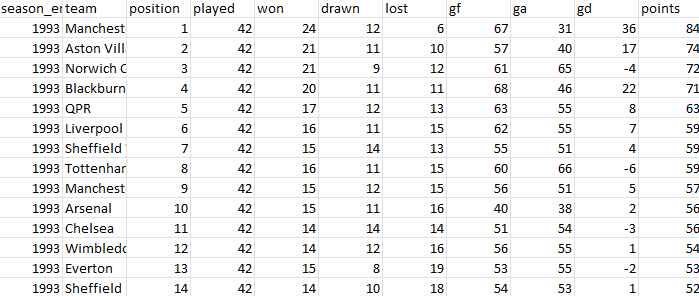 season_er team position played won drawn lost gf ga gd points
1993 Manchest 1 42 24 12 6 67 31 36 84
1993 Aston Vill 2 42 21 11 10 57 40 17 74
1993 Norwich C 3 42 21 9 12 61 65 -4 72
1993 Blackburn 4 42 20 11 11 68 46 22 71
1993 QPR 5 42 17 12 13 63 55 8 63
1993 Liverpool 6 42 16 11 15 62 55 7 59
1993 Sheffield 7 42 15 14 13 55 51 4 59
1993 Tottenhar 8 42 16 11 15 60 66 -6 59
1993 Manchest 9 42 15 12 15 56 51 5 57
1993 Arsenal 10 42 15 11 16 40 38 2 56
1993 Chelsea 11 42 14 14 14 51 54 -3 56
1993 Wimbledo 12 42 14 12 16 56 55 1 54
1993 Everton 13 42 15 8 19 53 55 -2 53
1993 Sheffield 14 42 14 10 18 54 53 1 52